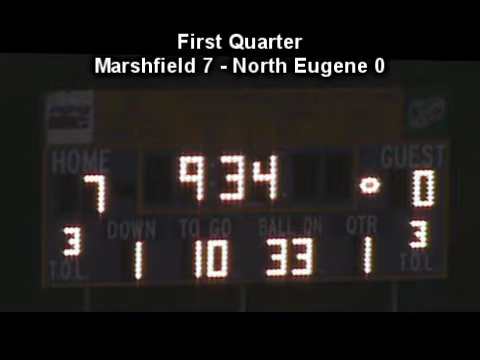 First Quarter
Marshfield 7 - North Eugene 0
HOME 9:34 GUEST
7 0
DOWN TO GO BALL ON QTR
3 1 10 33 1 3
T.O.L. T.O.L.